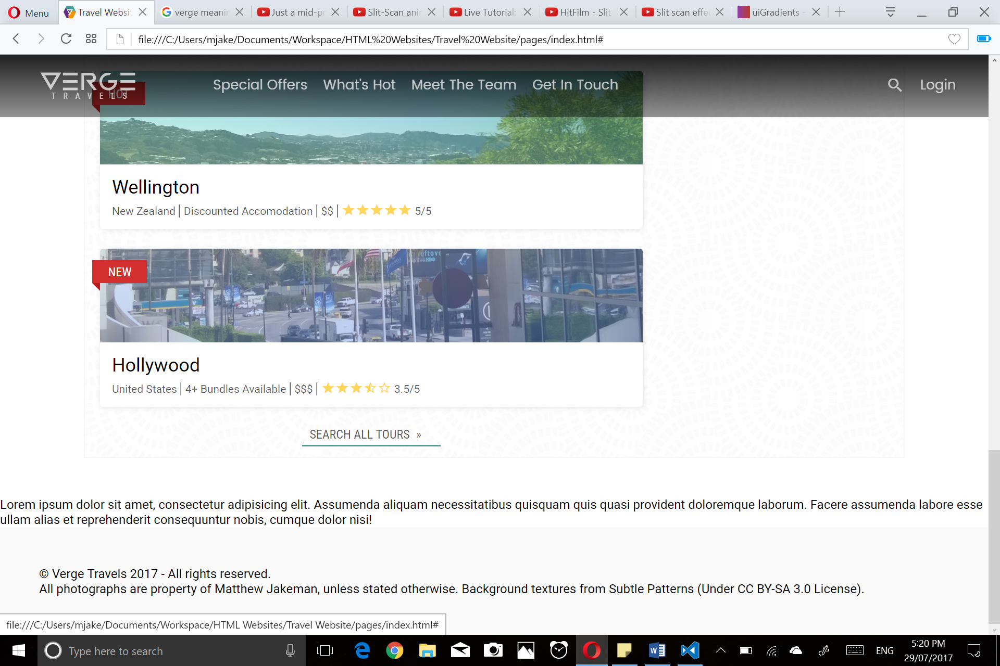 Menu
Travel Websit
verge meani
Just a mid-p
Slit-Scan ani
Live Tutorial:
HitFilm - Slit
Slit scan effe
uiGradients -
file:///C:/Users/mjake/Documents/Workspace/HTML%20Websites/Travel%20Website/pages/index.html#
VERGE
TRAVELS
Special Offers
What's Hot
Meet The Team
Get In Touch
Login
HOT
Wellington
New Zealand | Discounted Accomodation | $$ | ★★★★★ 5/5
NEW
Hollywood
United States | 4+ Bundles Available | $$$ | 3.5/5
SEARCH ALL TOURS »
Lorem ipsum dolor sit amet, consectetur adipisicing elit. Assumenda aliquam necessitatibus quisquam quis quasi provident doloremque laborum. Facere assumenda labore esse
ullam alias et reprehenderit consequuntur nobis, cumque dolor nisi!
© Verge Travels 2017 - All rights reserved.
All photographs are property of Matthew Jakeman, unless stated otherwise. Background textures from Subtle Patterns (Under CC BY-SA 3.0 License).
file:///C:/Users/mjake/Documents/Workspace/HTML Websites/Travel Website/pages/index.html#
Type here to search
ENG
5:20 PM
29/07/2017